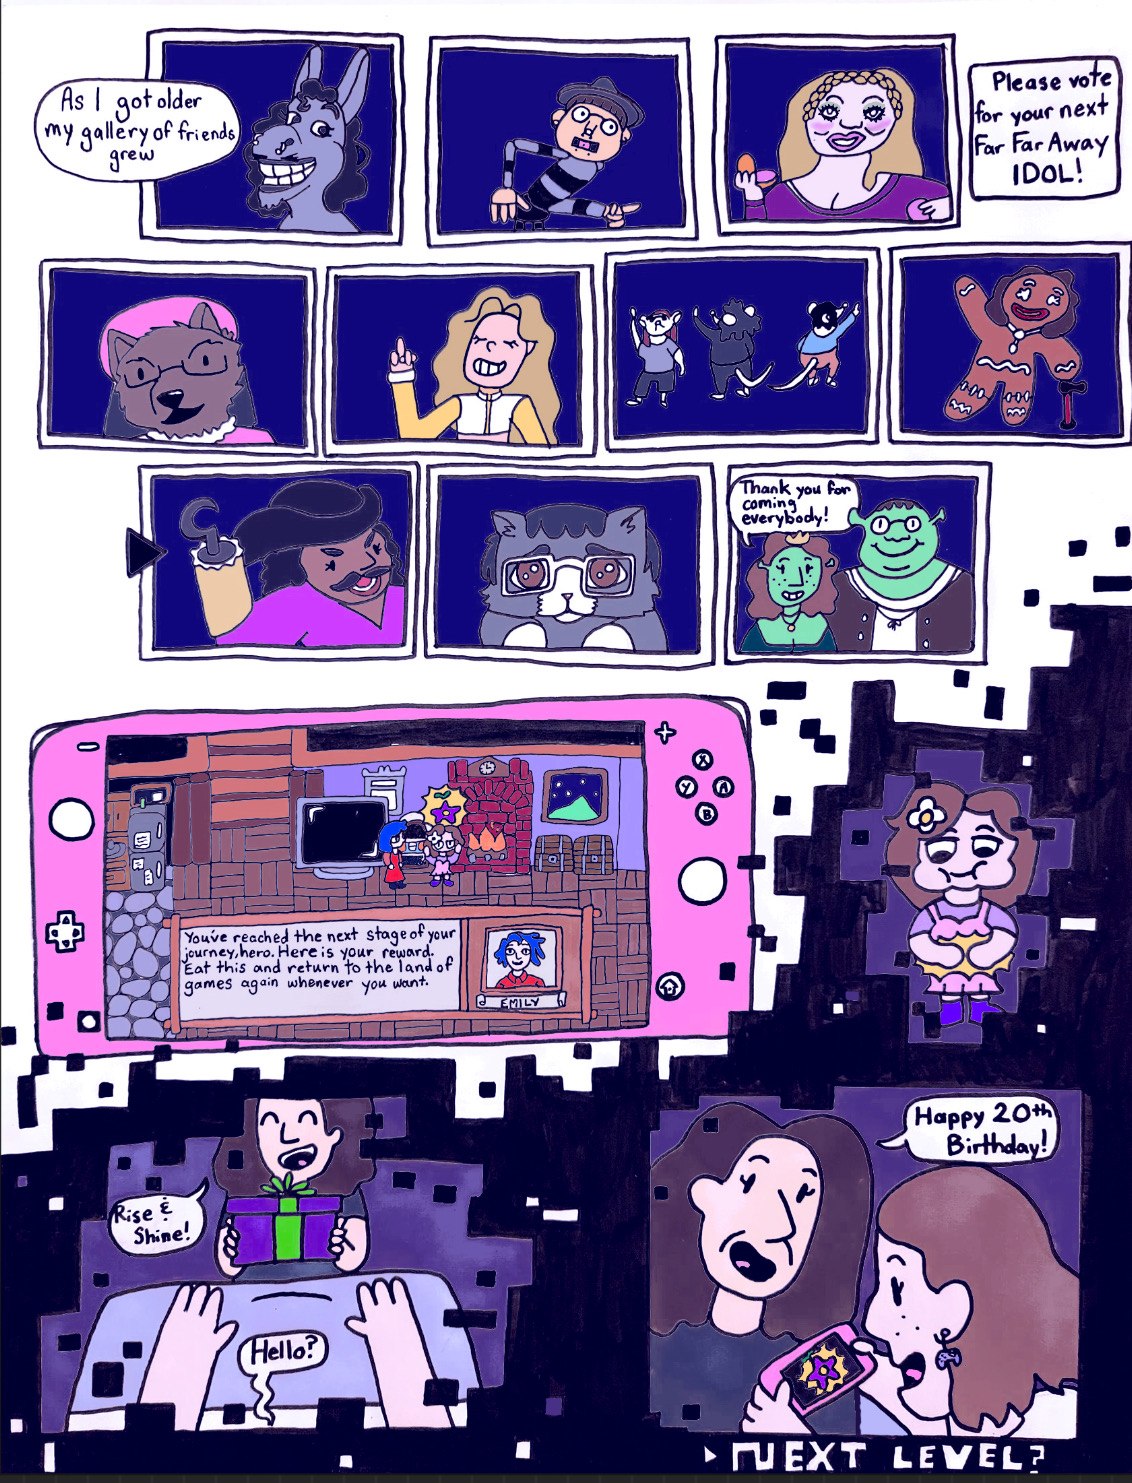 As I got older
my gallery of friends
grew
Please vote
for your next
Far Far Away
IDOL!
Thank you for
coming
everybody!
X
Y A
B
You've reached the next stage of your
journey, hero. Here is your reward.
Eat this and return to the land of
games again whenever you want.
EMILY
Happy 20th
Birthday!
Rise &
Shine!
Hello?
NEXT LEVEL?